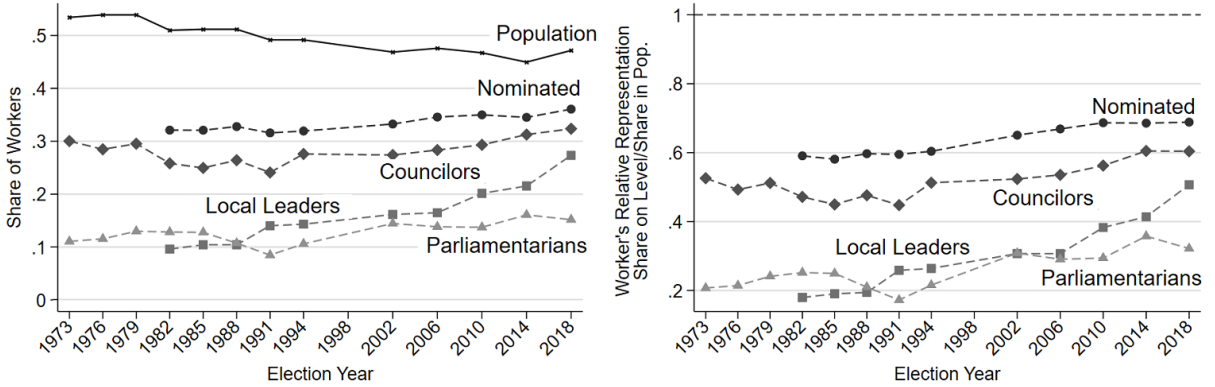 Share of Workers
.5
.4
.3
.2
.1
0
Population
Nominated
Councilors
Local Leaders
Parliamentarians
1973
1976
1979
1982
1985
1988
1991
1994
1998
2002
2006
2010
2014
2018
Election Year
Worker's Relative Representation
Share on Level/Share in Pop.
1
.8
.6
.4
.2
Nominated
Councilors
Local Leaders
Parliamentarians
1973
1976
1979
1982
1985
1988
1991
1994
1998
2002
2006
2010
2014
2018
Election Year